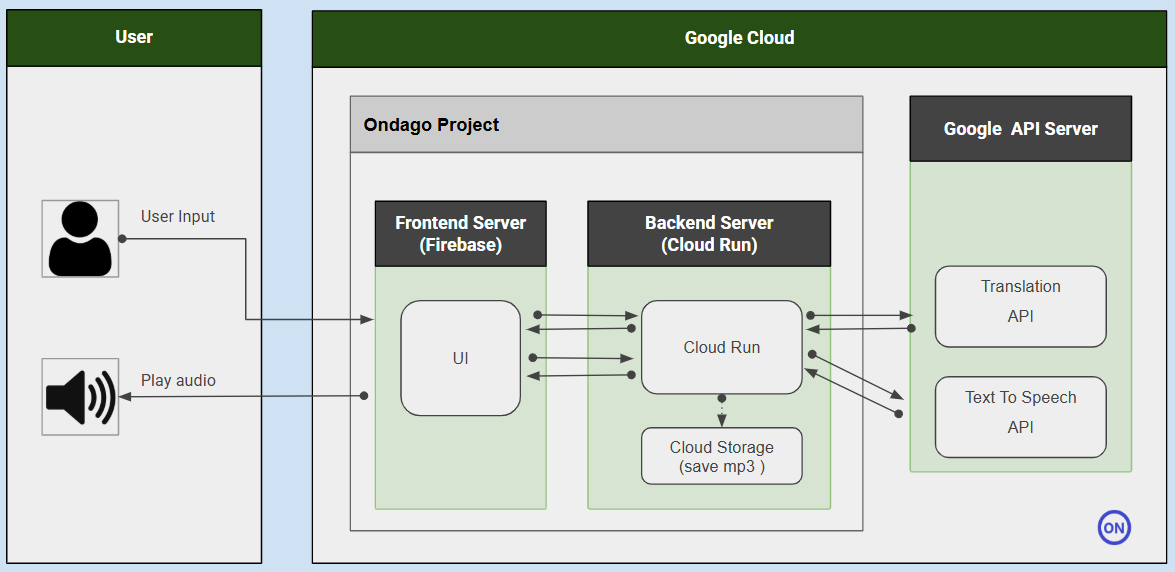 User
Google Cloud
Ondago Project
Google API Server
Frontend Server
(Firebase)
Backend Server
(Cloud Run)
User Input
Play audio
UI
Cloud Run
Cloud Storage
(save mp3 )
Translation
API
Text To Speech
API
ON